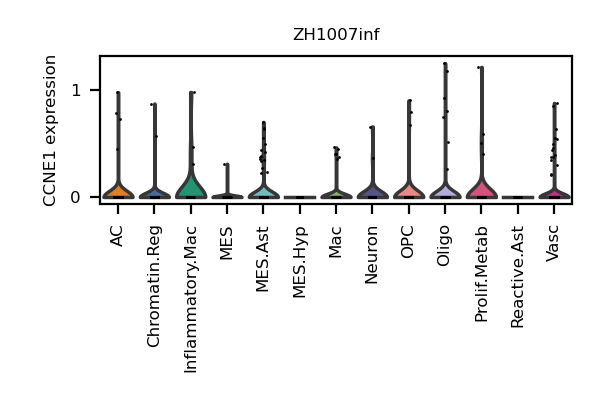 ZH1007inf
CCNE1 expression
1
0
AC
Chromatin.Reg
Inflammatory.Mac
MES
MES.Ast
MES.Hyp
Mac
Neuron
OPC
Oligo
Prolif.Metab
Reactive.Ast
Vasc